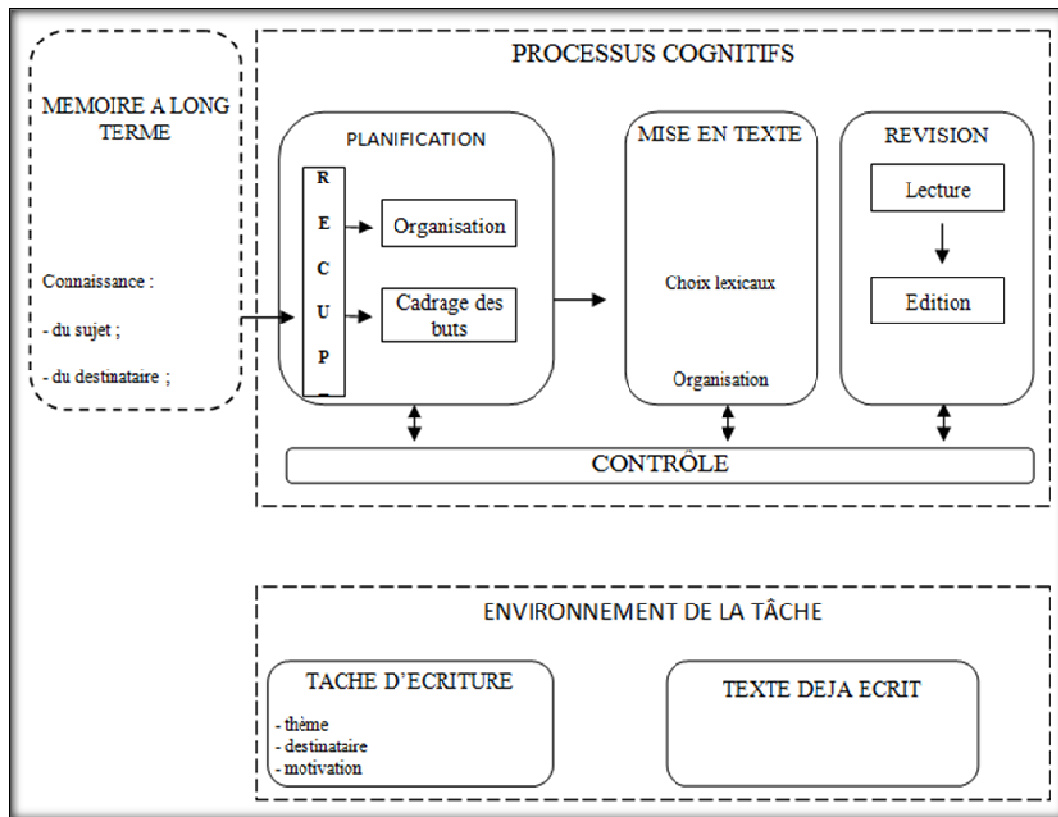 PROCESSUS COGNITIFS
MEMOIRE A LONG
TERME
Connaissance :
- du sujet ;
- du destinataire ;
PLANIFICATION
R
E
C
U
P
Organisation
Cadrage des
buts
MISE EN TEXTE
Choix lexicaux
Organisation
REVISION
Lecture
Edition
CONTRÔLE
ENVIRONNEMENT DE LA TÂCHE
TACHE D'ECRITURE
- thème
- destinataire
- motivation
TEXTE DEJA ECRIT